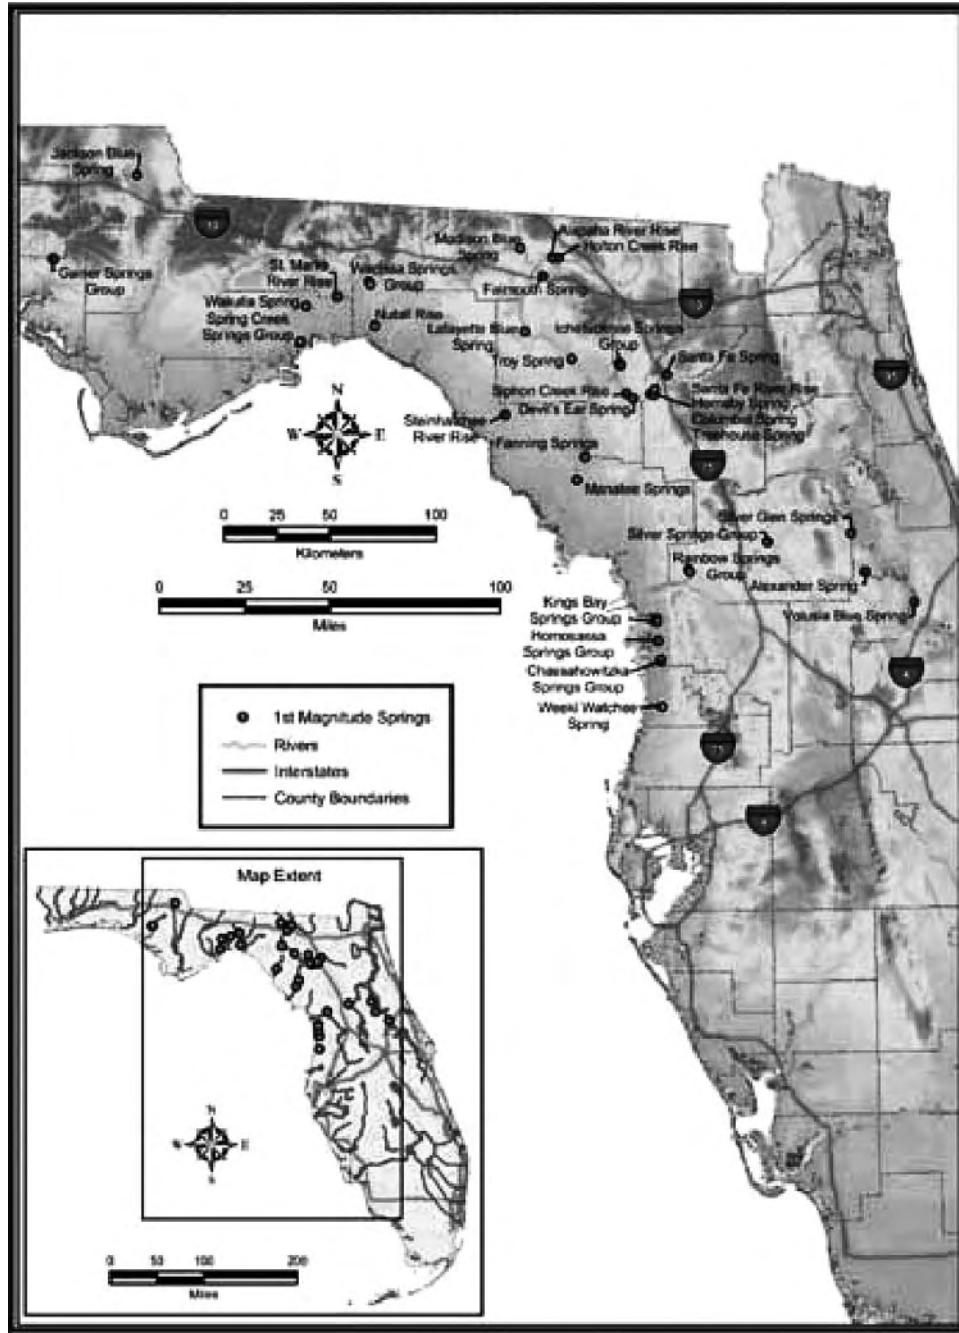 Jackson Blue
Spring
10
Gainer Springs
Group
St. Marks
River Rise
Wacissa Springs
Group
Wakulla Spring
Spring Creek
Springs Group
Nutall Rise
Madison Blue
Spring
Alapaha River Rise
Holton Creek Rise
Falmouth Spring
Lafayette Blue
Spring
Ichetucknee Springs
Group
Troy Spring
Santa Fe Spring
Siphon Creek Rise
Devil's Ear Spring
Santa Fe River Rise
Hornsby Spring
Columbia Spring
Treehouse Spring
Steinhatchee
River Rise
Fanning Springs
Manatee Springs
Silver Glen Springs
Silver Springs Group
Rainbow Springs
Group
Alexander Spring
Volusia Blue Spring
Kings Bay
Springs Group
Homosassa
Springs Group
Chassahowitzka
Springs Group
Weeki Watchee
Spring
N
W E
S
0 25 50 100
Kilometers
0 25 50 100
Miles
1st Magnitude Springs
Rivers
Interstates
County Boundaries
Map Extent
N
W E
S
0 50 100 200
Miles